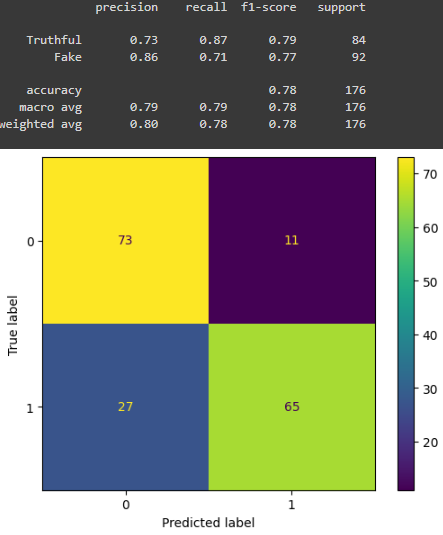 precision recall f1-score support
Truthful 0.73 0.87 0.79 84
Fake 0.86 0.71 0.77 92
accuracy 0.78 176
macro avg 0.79 0.79 0.78 176
weighted avg 0.80 0.78 0.78 176
70
60
50
40
30
20
True label
0
73 11
1
27 65
0 1
Predicted label